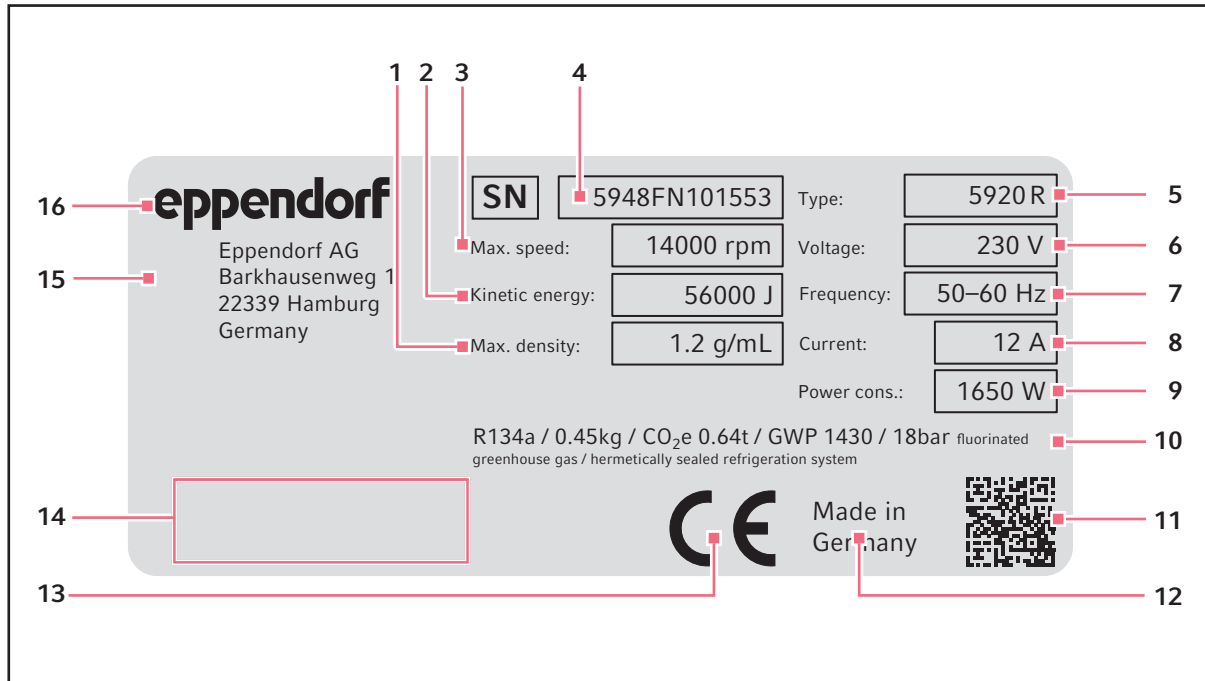 1 2 3 4
16 eppendorf SN 5948FN101553 Type: 5920 R 5
15 Eppendorf AG
Barkhausenweg 1
22339 Hamburg
Germany
Max. speed: 14000 rpm Voltage: 230 V 6
Kinetic energy: 56000 J Frequency: 50–60 Hz 7
Max. density: 1.2 g/mL Current: 12 A 8
Power cons.: 1650 W 9
R134a / 0.45kg / CO₂e 0.64t / GWP 1430 / 18bar fluorinated 10
greenhouse gas / hermetically sealed refrigeration system
14 CE Made in 11
Germany
13 12